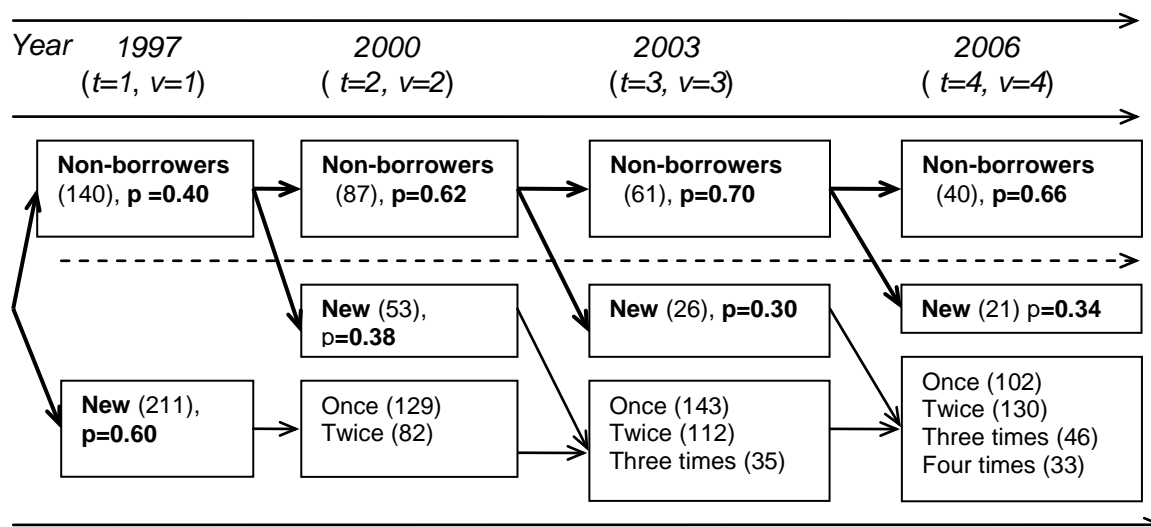 Year 1997 2000 2003 2006
(t=1, v=1) ( t=2, v=2) (t=3, v=3) ( t=4, v=4)
Non-borrowers
(140), p =0.40
Non-borrowers
(87), p=0.62
Non-borrowers
(61), p=0.70
Non-borrowers
(40), p=0.66
New (53),
p=0.38
New (26), p=0.30
New (21) p=0.34
New (211),
p=0.60
Once (129)
Twice (82)
Once (143)
Twice (112)
Three times (35)
Once (102)
Twice (130)
Three times (46)
Four times (33)